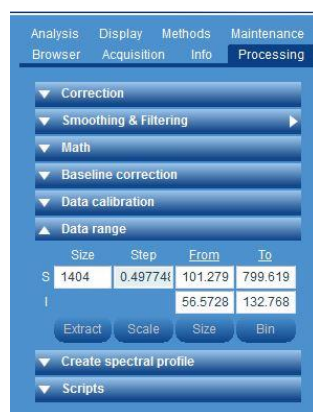 Analysis Display Methods Maintenance
Browser Acquisition Info Processing
Correction
Smoothing & Filtering
Math
Baseline correction
Data calibration
Data range
Size Step From To
S 1404 0.49774 101.279 799.619
I 56.5728 132.768
Extract Scale Size Bin
Create spectral profile
Scripts